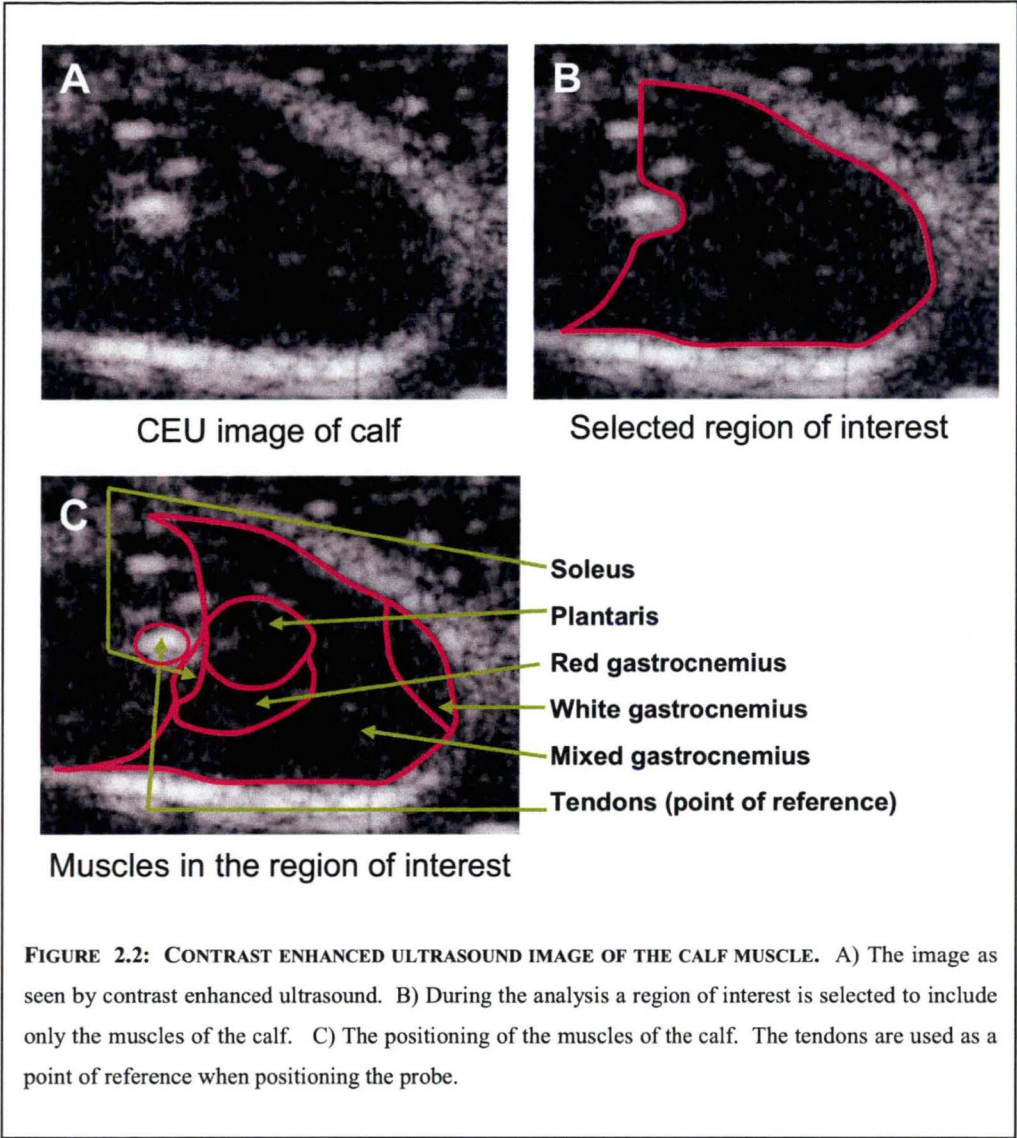 A
B
CEU image of calf
Selected region of interest
C
Soleus
Plantaris
Red gastrocnemius
White gastrocnemius
Mixed gastrocnemius
Tendons (point of reference)
Muscles in the region of interest
FIGURE 2.2: CONTRAST ENHANCED ULTRASOUND IMAGE OF THE CALF MUSCLE. A) The image as
seen by contrast enhanced ultrasound. B) During the analysis a region of interest is selected to include
only the muscles of the calf. C) The positioning of the muscles of the calf. The tendons are used as a
point of reference when positioning the probe.